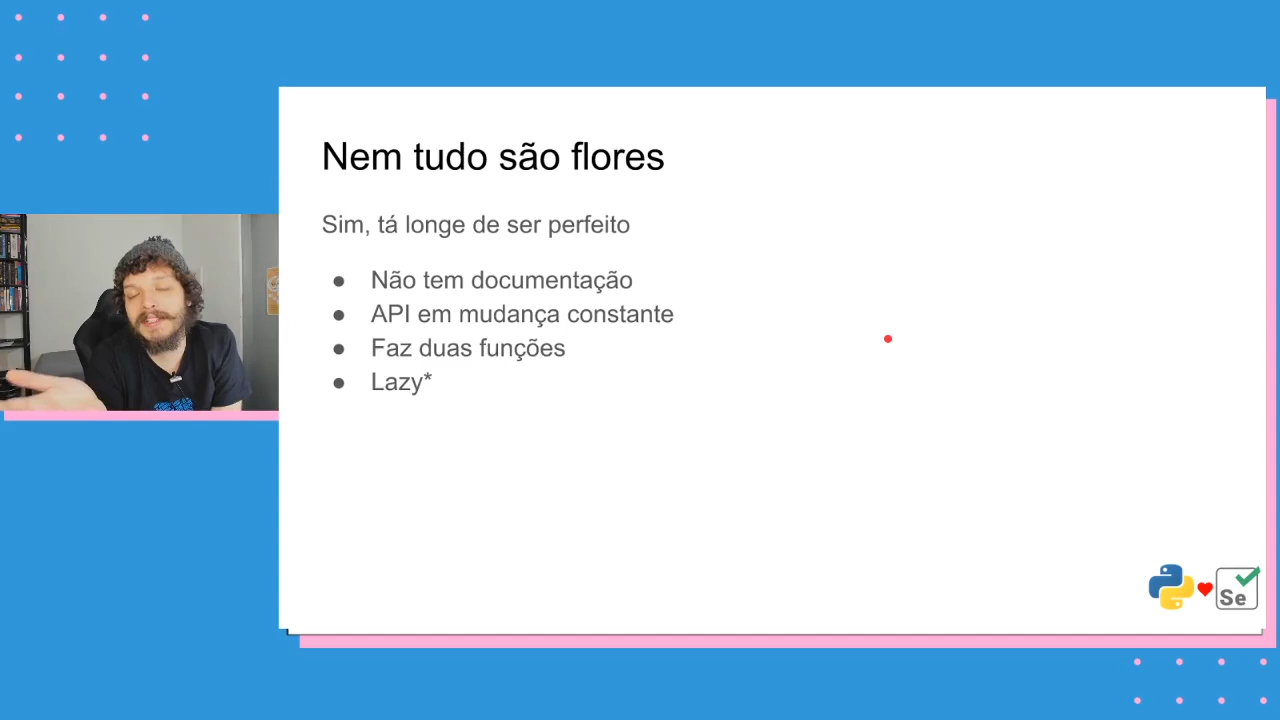 Nem tudo são flores
Sim, tá longe de ser perfeito
● Não tem documentação
● API em mudança constante
● Faz duas funções
● Lazy*
Se